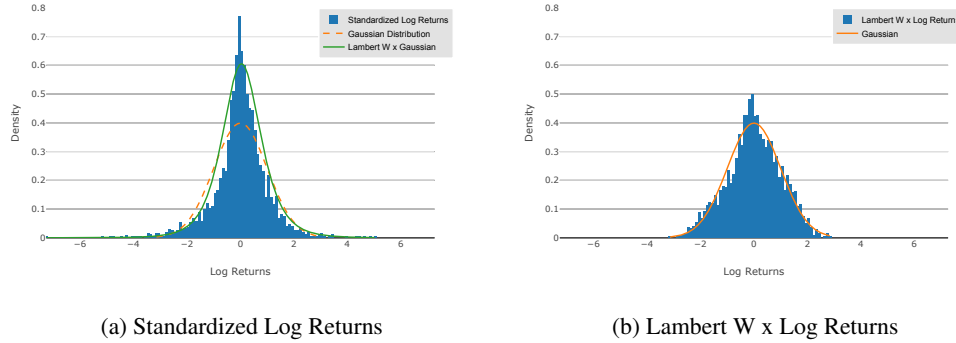 0.8
0.7
0.6
0.5
0.4
0.3
0.2
0.1
0
Density
−6
−4
−2
0
2
4
6
Log Returns
Standardized Log Returns
Gaussian Distribution
Lambert W x Gaussian
(a) Standardized Log Returns
0.8
0.7
0.6
0.5
0.4
0.3
0.2
0.1
0
Density
−6
−4
−2
0
2
4
6
Log Returns
Lambert W x Log Return
Gaussian
(b) Lambert W x Log Returns